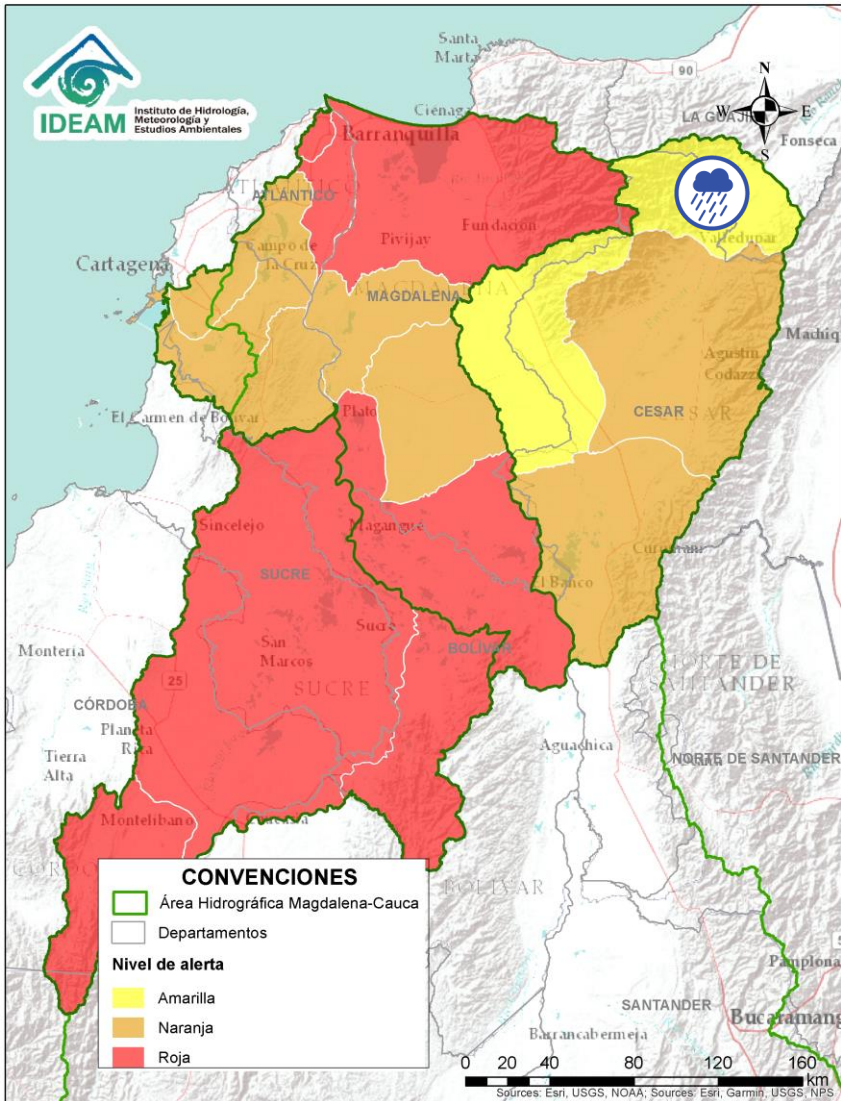 IDEAM
Instituto de Hidrología,
Meteorología y
Estudios Ambientales
Santa
Marta
Ciénaga
90
N
W
E
S
LA GUAJI
Fonseca
Barranquilla
ATLÁNTICO
Valledupar
Fundación
Pivijay
Campo de
la Cruz
Cartagena
MAGDALENA
Machiq
Agustín
Codazzi
CESAR
El Carmen de Bolívar
Plato
Sincelejo
Magangué
SUCRE
El Banco
Sucre
San
Marcos
BOLÍVAR
Montería
SUCRE
25
NORTE DE
SANTANDER
CÓRDOBA
Planeta
Rica
Tierra
Alta
Aguachica
NORTE DE SANTANDER
Montelíbano
BOLÍVAR
CONVENCIONES
Área Hidrográfica Magdalena-Cauca
Departamentos
Nivel de alerta
Amarilla
Naranja
Roja
Pamplona
SANTANDER
Bucaramang
Barrancabermeja
0 20 40 80 120 160
km
Sources: Esri, USGS, NOAA; Sources: Esri, Garmin, USGS, NPS